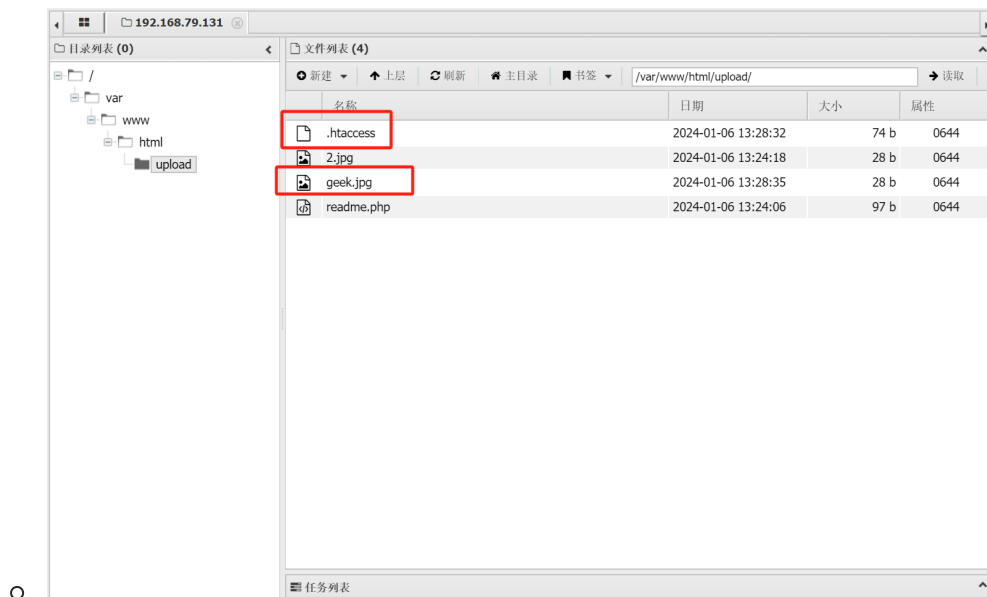 192.168.79.131
目录列表 (0)
文件列表 (4)
新建 上层 刷新 主目录 书签 /var/www/html/upload/ 读取
/
var
www
html
upload
名称 日期 大小 属性
.htaccess 2024-01-06 13:28:32 74 b 0644
2.jpg 2024-01-06 13:24:18 28 b 0644
geek.jpg 2024-01-06 13:28:35 28 b 0644
readme.php 2024-01-06 13:24:06 97 b 0644
任务列表